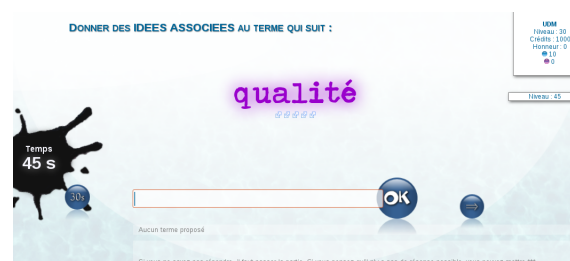 DONNER DES IDEES ASSOCIEES AU TERME QUI SUIT :
UDM
Niveau : 30
Crédits : 1000
Honneur : 0
10
0
qualité
Niveau : 45
Temps
45 s
30s
OK
Aucun terme proposé